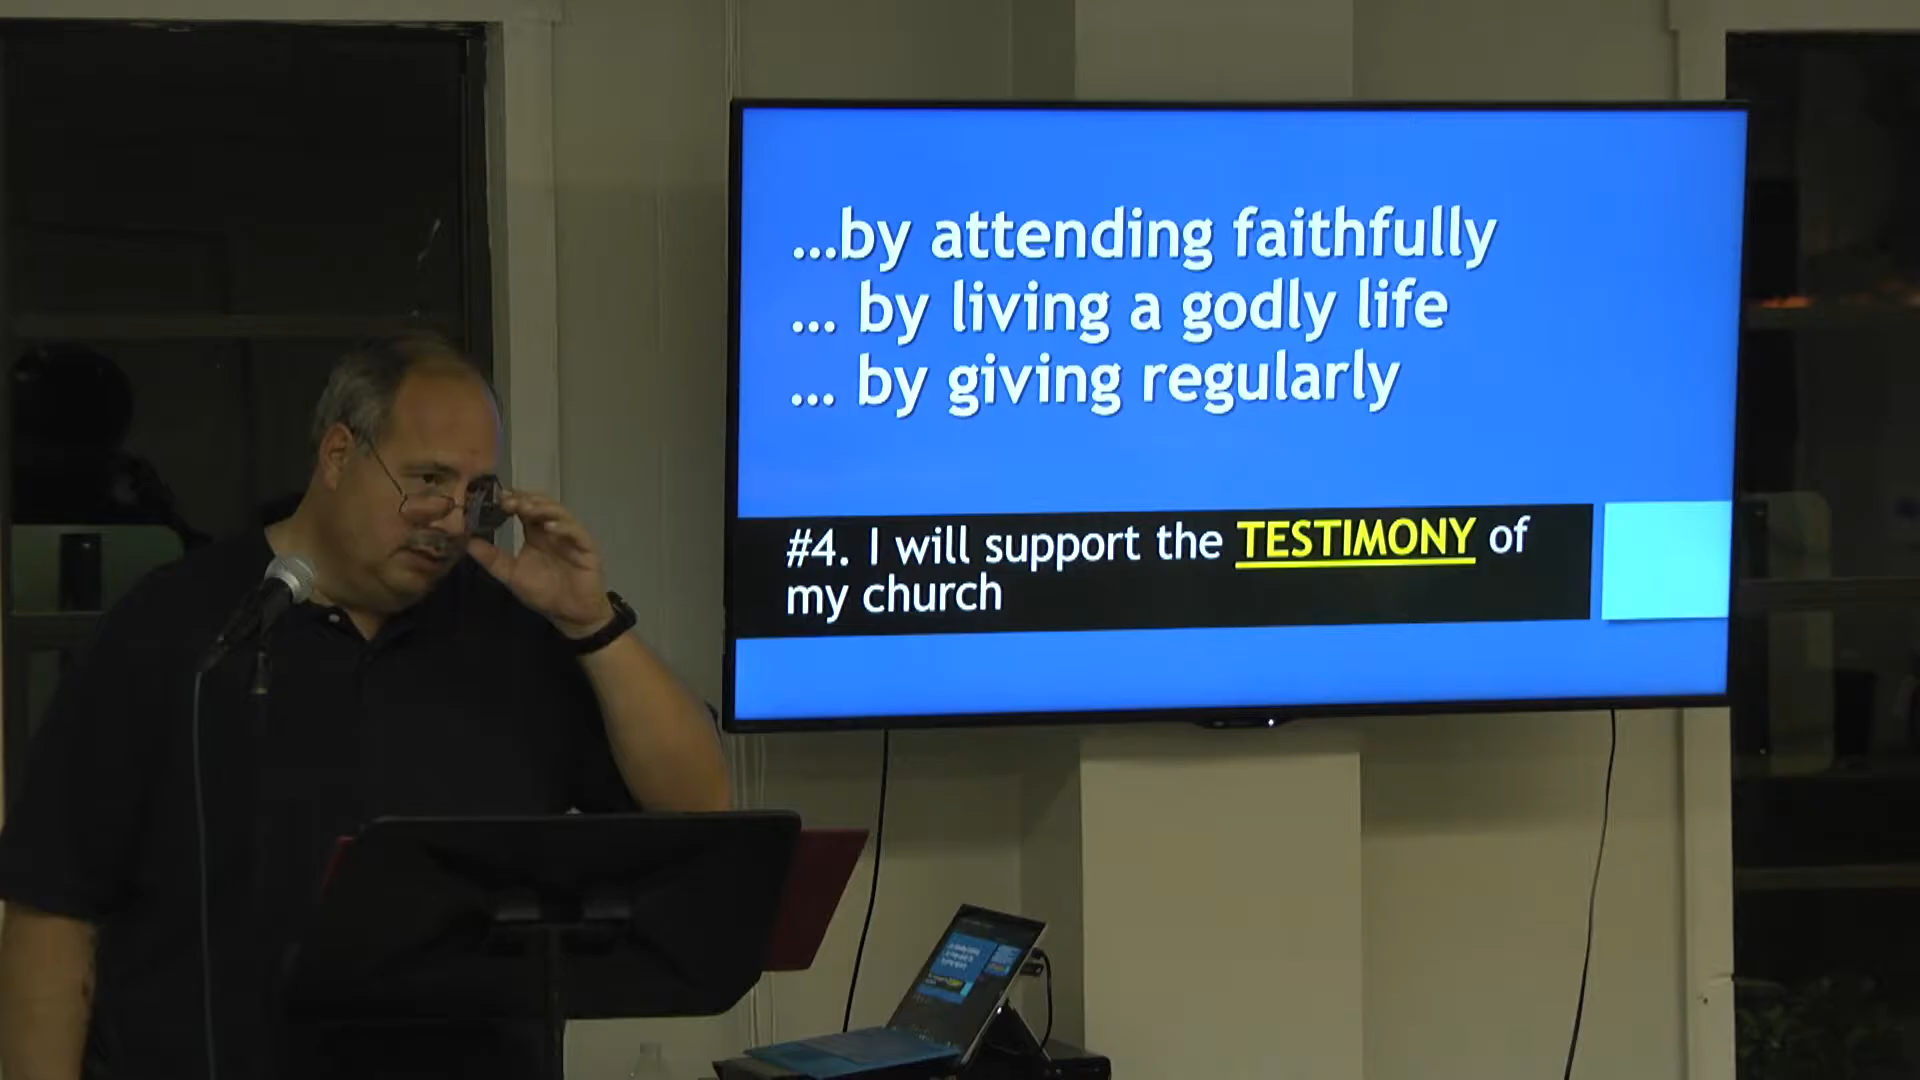 ...by attending faithfully
... by living a godly life
... by giving regularly
#4. I will support the TESTIMONY of
my church